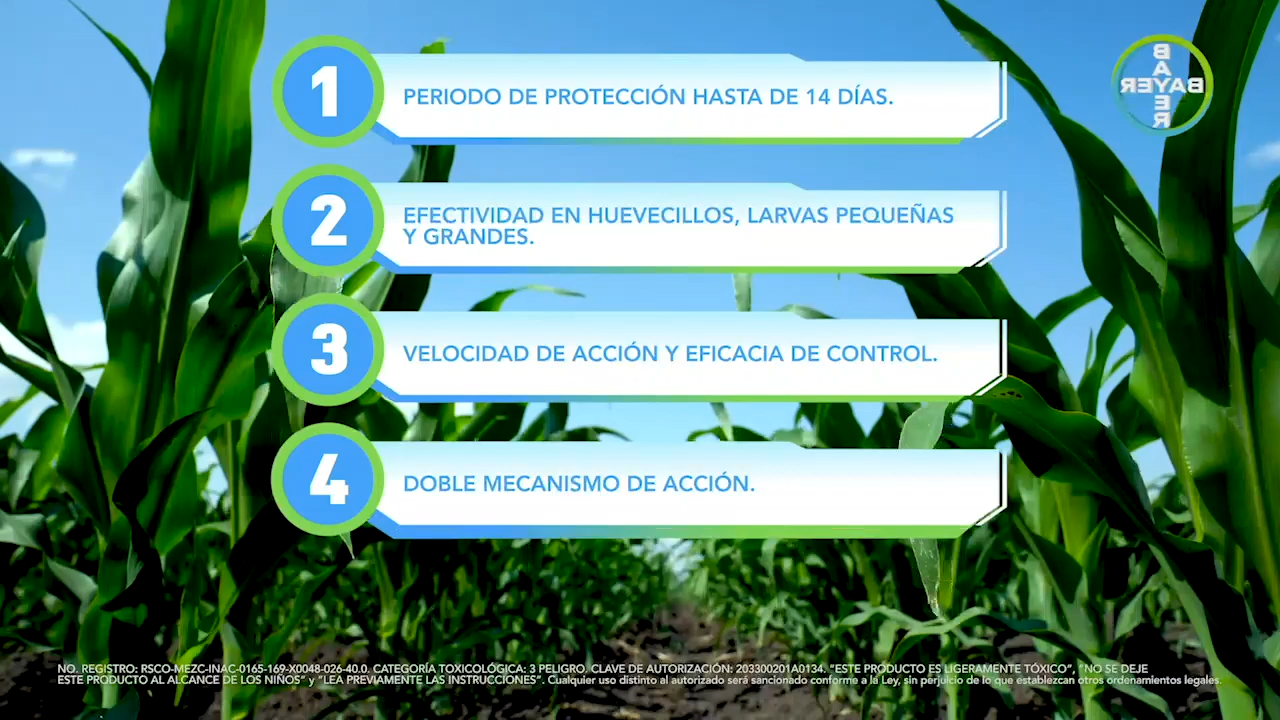 1
PERIODO DE PROTECCIÓN HASTA DE 14 DÍAS.
BAYER
BAYER
2
EFECTIVIDAD EN HUEVECILLOS, LARVAS PEQUEÑAS
Y GRANDES.
3
VELOCIDAD DE ACCIÓN Y EFICACIA DE CONTROL.
4
DOBLE MECANISMO DE ACCIÓN.
NO. REGISTRO: RSCO-MEZC-INAC-0165-169-X0048-026-40.0. CATEGORÍA TOXICOLÓGICA: 3 PELIGRO. CLAVE DE AUTORIZACIÓN: 203300201A0134. "ESTE PRODUCTO ES LIGERAMENTE TÓXICO", "NO SE DEJE
ESTE PRODUCTO AL ALCANCE DE LOS NIÑOS" y "LEA PREVIAMENTE LAS INSTRUCCIONES". Cualquier uso distinto al autorizado será sancionado conforme a la Ley, sin perjuicio de lo que establezcan otros ordenamientos legales.